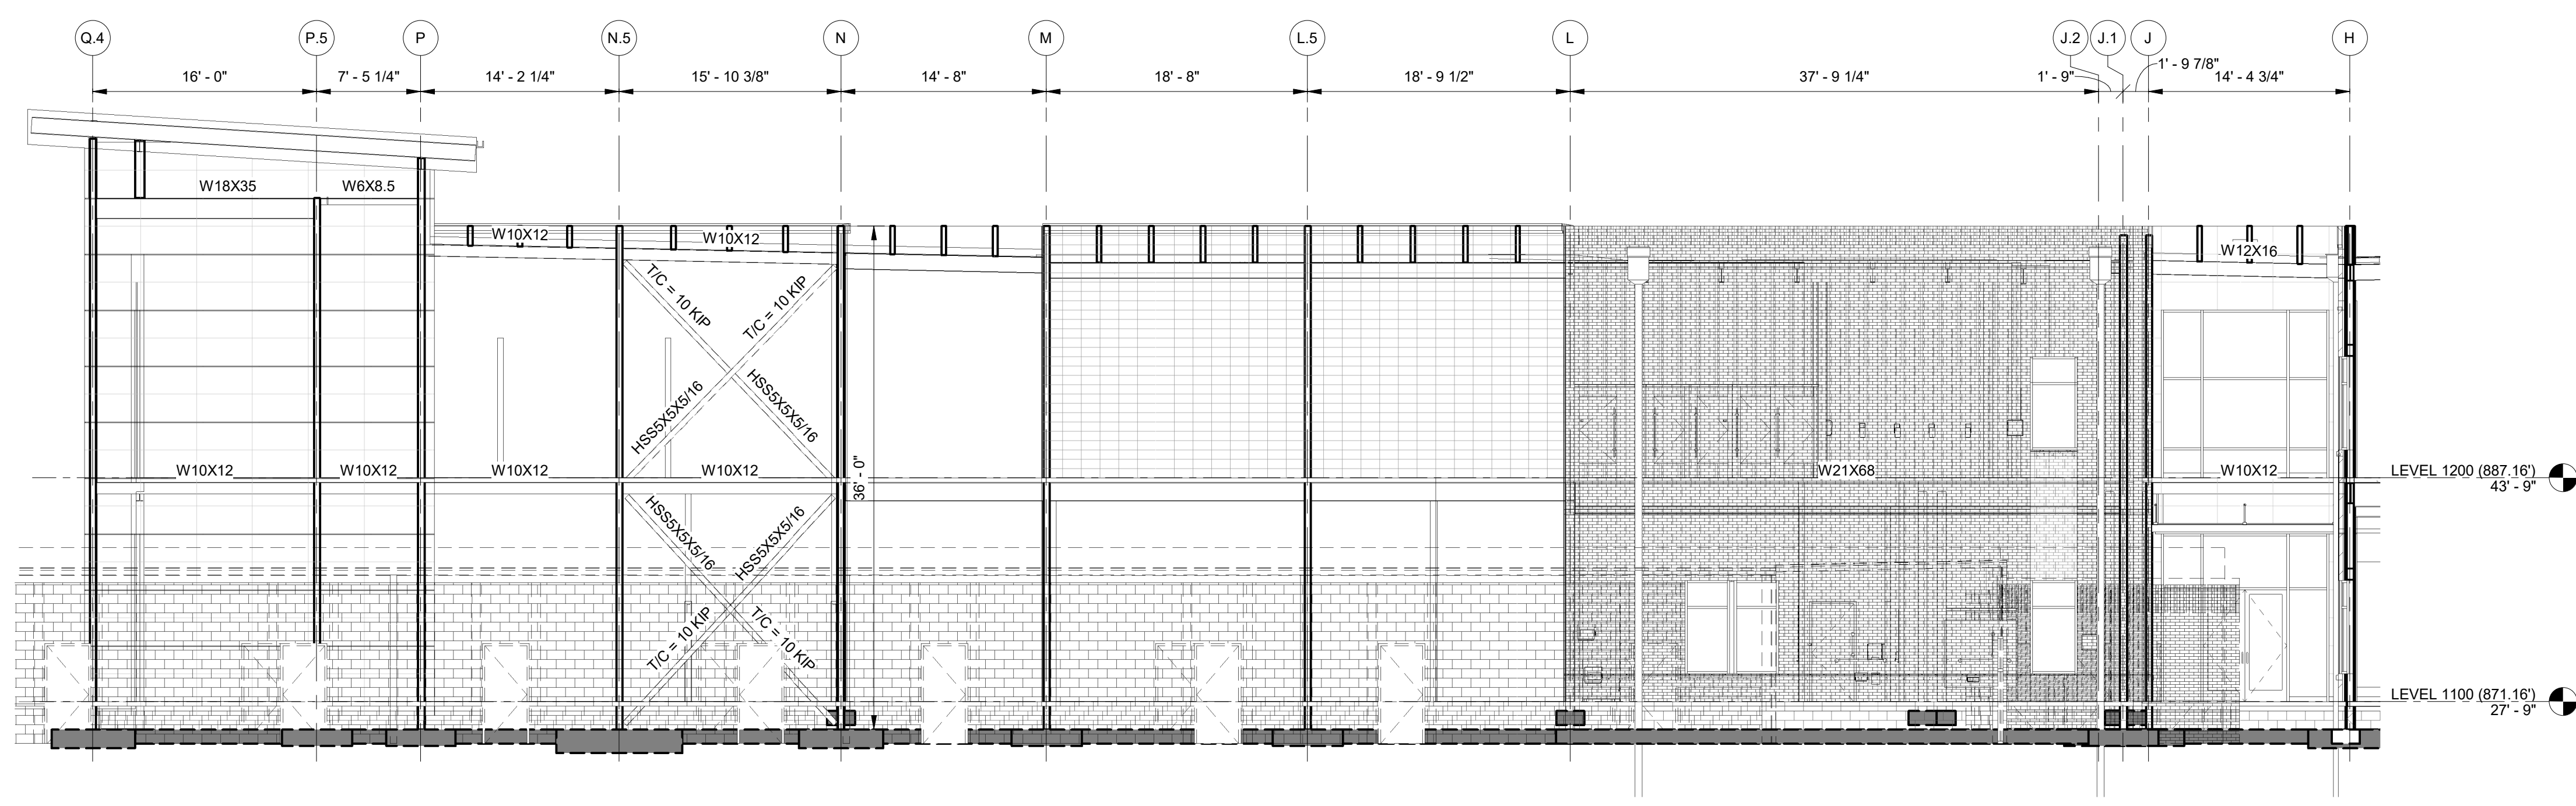 Q.4
P.5
P
N.5
N
M
L.5
L
J.2
J.1
J
H
16' - 0"
7' - 5 1/4"
14' - 2 1/4"
15' - 10 3/8"
14' - 8"
18' - 8"
18' - 9 1/2"
37' - 9 1/4"
1' - 9"
1' - 9 7/8"
14' - 4 3/4"
W18X35
W6X8.5
W10X12
W10X12
W12X16
T/C = 10 KIP
T/C = 10 KIP
HSS5X5X5/16
HSS5X5X5/16
W10X12
W10X12
W10X12
W10X12
36' - 0"
W21X68
W10X12
LEVEL 1200 (887.16')
43' - 9"
HSS5X5X5/16
HSS5X5X5/16
T/C = 10 KIP
T/C = 10 KIP
LEVEL 1100 (871.16')
27' - 9"